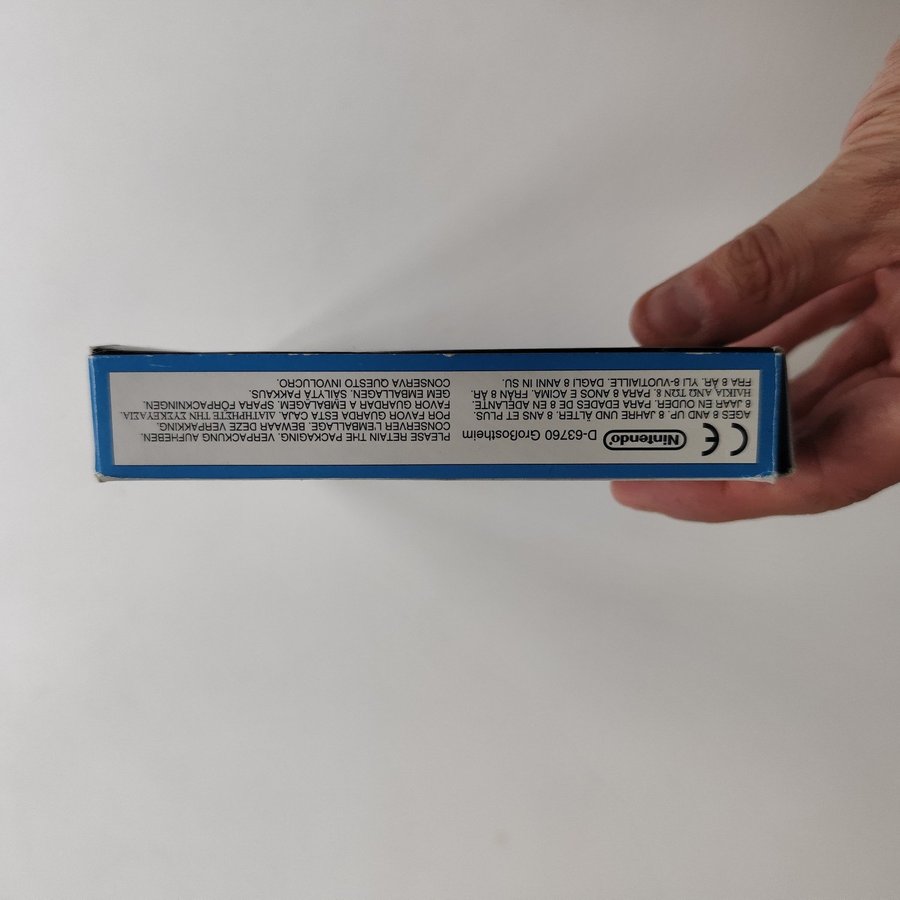 CE Nintendo D-63760 Großostheim
AGES 8 AND UP. 8 JAHRE UND ÄLTER. 8 ANS ET PLUS.
8 JAAR EN OUDER. PARA EDADES DE 8 EN ADELANTE.
ΗΛΙΚΙΑ ΑΝΩ ΤΩΝ 8. PARA 8 ANOS E ACIMA. FRÅN 8 ÅR.
FRA 8 ÅR. YLI 8-VUOTIAILLE. DAGLI 8 ANNI IN SU.
PLEASE RETAIN THE PACKAGING. VERPACKUNG AUFHEBEN.
CONSERVER L'EMBALLAGE. BEWAAR DEZE VERPAKKING.
POR FAVOR GUARDA ESTA CAJA. ΔΙΑΤΗΡΗΣΤΕ ΤΗΝ ΣΥΣΚΕΥΑΣΙΑ.
FAVOR GUARDAR A EMBALAGEM. SPARA FÖRPACKNINGEN.
GEM EMBALLAGEN. SÄILYTÄ PAKKAUS.
CONSERVA QUESTO INVOLUCRO.